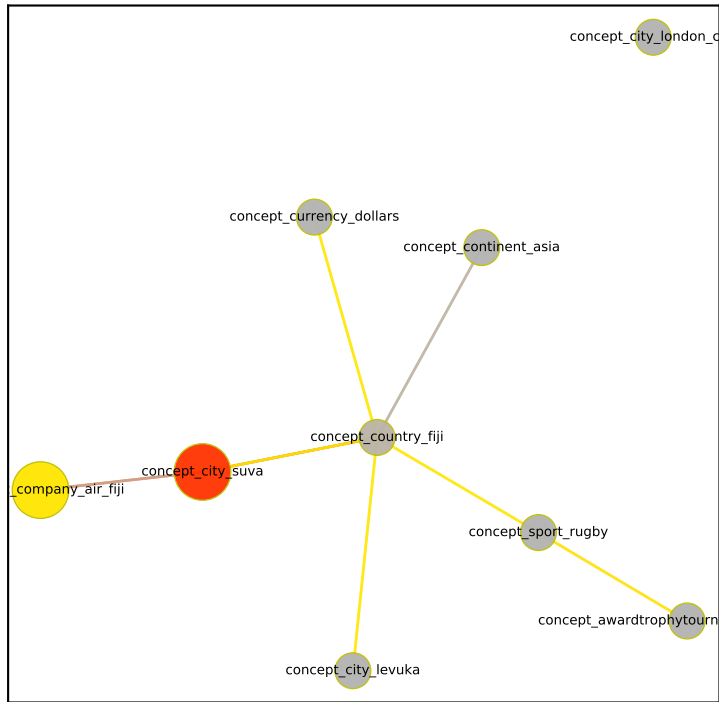 concept_city_london_c
concept_currency_dollars
concept_continent_asia
concept_country_fiji
concept_city_suva
_company_air_fiji
concept_sport_rugby
concept_awardtrophytourn
concept_city_levuka